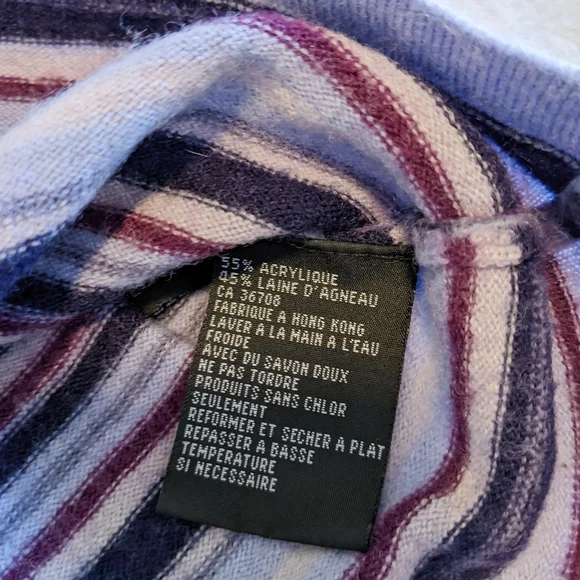 55% ACRYLIQUE
45% LAINE D'AGNEAU
CA 36708
FABRIQUE A HONG KONG
LAVER A LA MAIN A L'EAU
FROIDE
AVEC DU SAVON DOUX
NE PAS TORDRE
PRODUITS SANS CHLOR
SEULEMENT
REFORMER ET SECHER A PLAT
REPASSER A BASSE
TEMPERATURE
SI NECESSAIRE